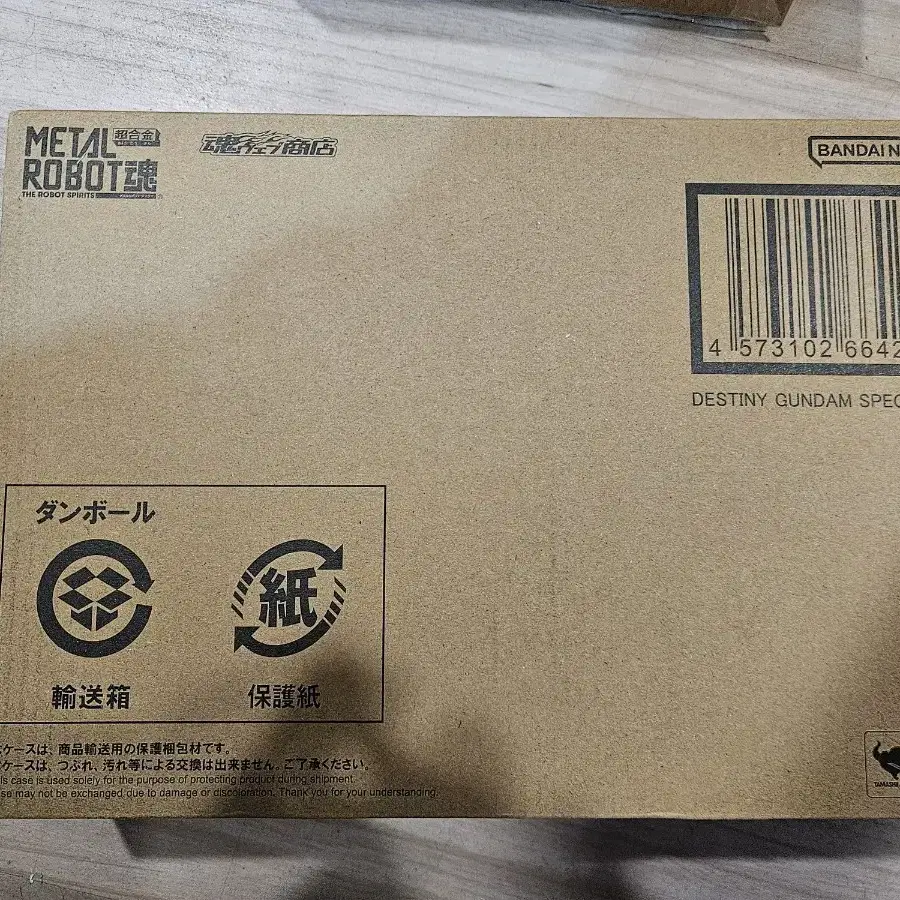 METAL 超合金
ROBOT魂
THE ROBOT SPIRITS
魂ウェブ商店
BANDAI N
4 573102 6642
DESTINY GUNDAM SPEC
ダンボール
紙
輸送箱
保護紙
ケースは、商品輸送用の保護梱包材です。
ケースは、つぶれ、汚れ等による交換は出来ません。ご了承ください。
is case is used solely for the purpose of protecting product during shipment.
se may not be exchanged due to damage or discoloration. Thank you for your understanding.
TAMASHII